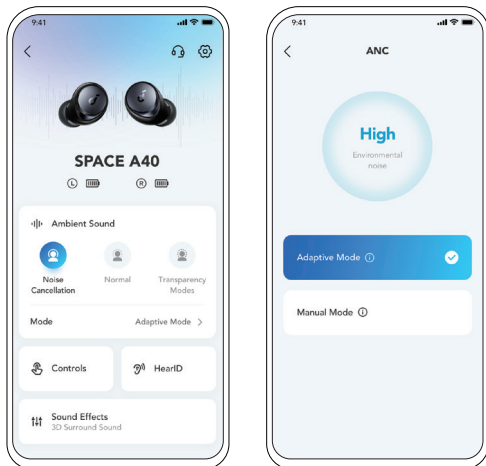 9:41
SPACE A40
L
R
Ambient Sound
Noise
Cancellation
Normal
Transparency
Modes
Mode
Adaptive Mode
Controls
HearID
Sound Effects
3D Surround Sound
9:41
ANC
High
Environmental
noise
Adaptive Mode
Manual Mode